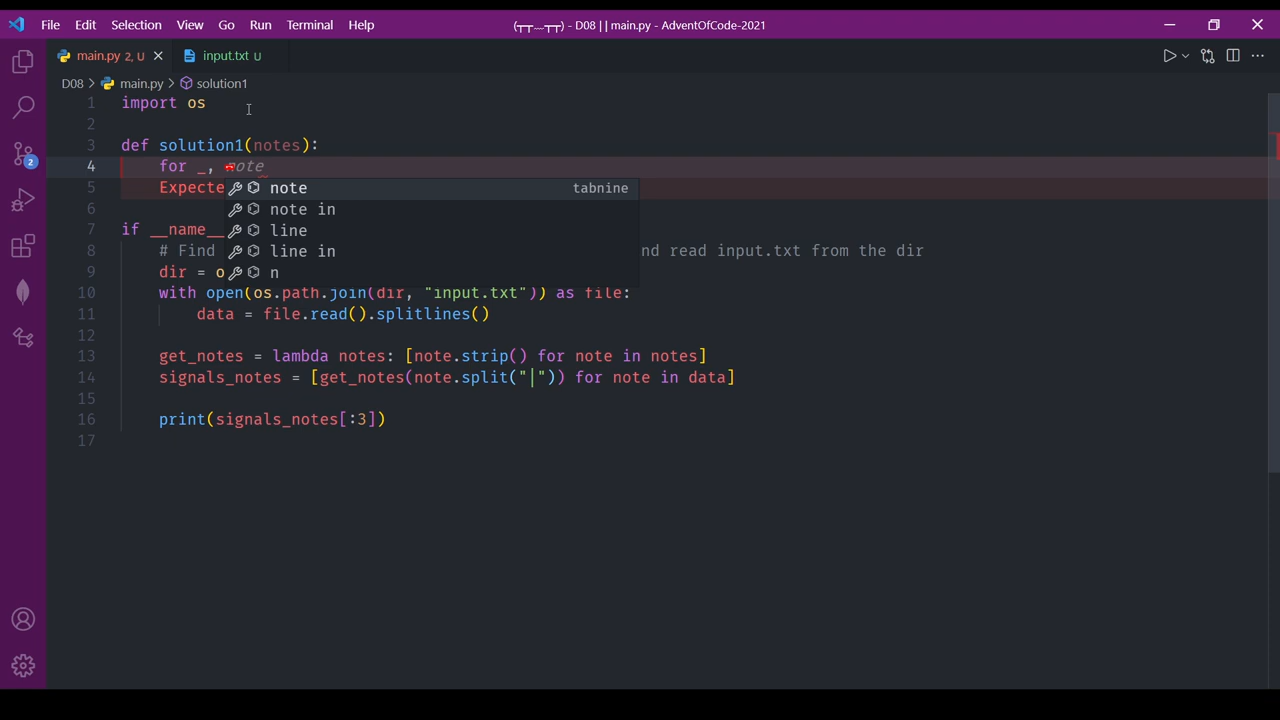 File Edit Selection View Go Run Terminal Help (┬┬﹏┬┬) - D08 || main.py - AdventOfCode-2021
main.py 2, U input.txt U
D08 > main.py > solution1
1 import os
2
3 def solution1(notes):
4 for _, note
5 Expecte note tabnine
6 note in
7 if __name__ line
8 # Find line in nd read input.txt from the dir
9 dir = o n
10 with open(os.path.join(dir, "input.txt")) as file:
11 data = file.read().splitlines()
12
13 get_notes = lambda notes: [note.strip() for note in notes]
14 signals_notes = [get_notes(note.split("|")) for note in data]
15
16 print(signals_notes[:3])
17
2